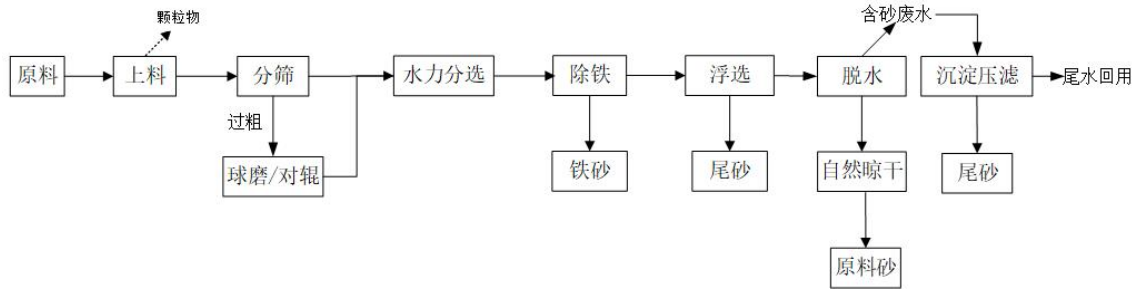 颗粒物
含砂废水
原料
上料
分筛
水力分选
除铁
浮选
脱水
沉淀压滤
尾水回用
过粗
球磨/对辊
铁砂
尾砂
自然晾干
尾砂
原料砂